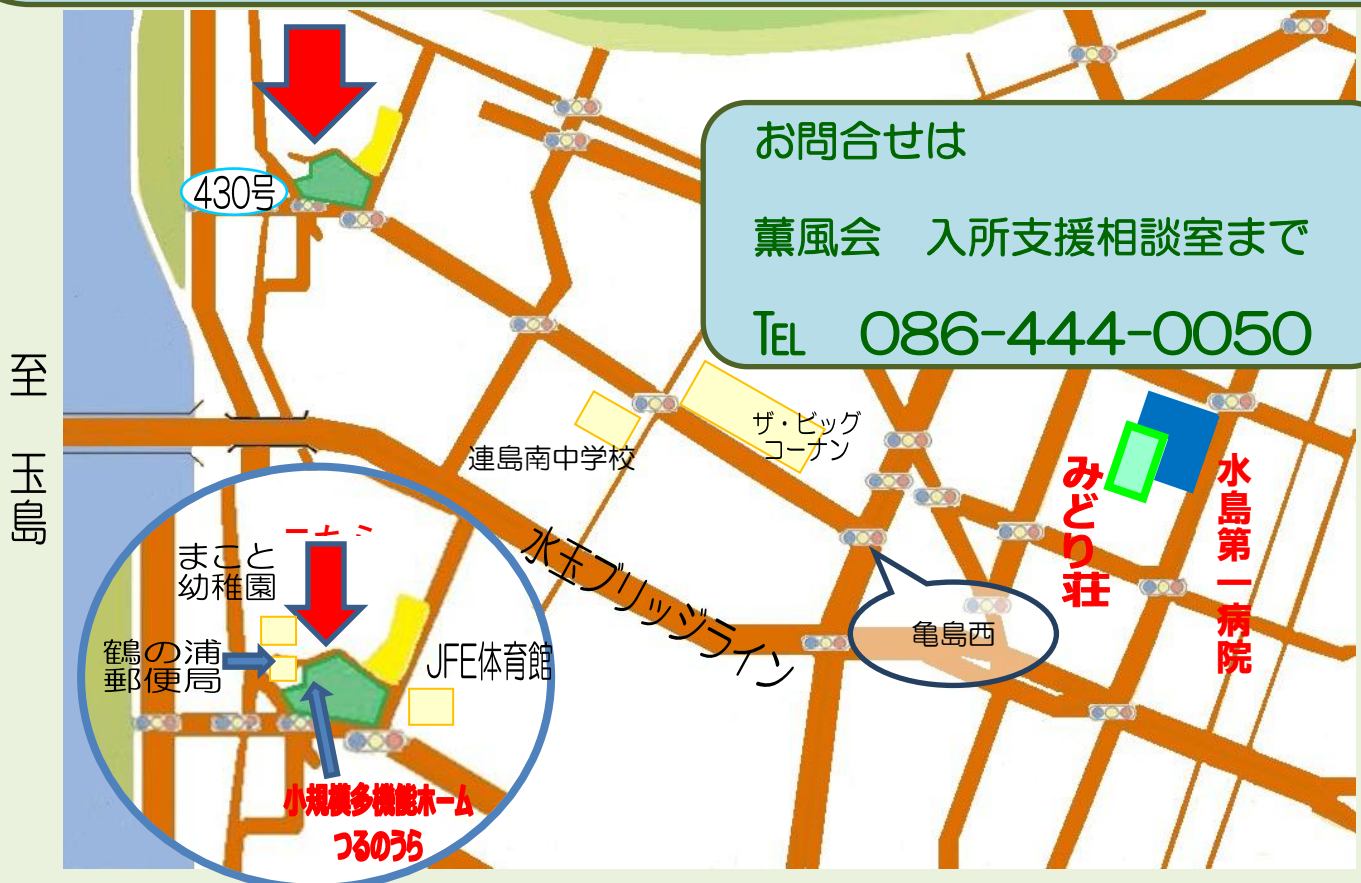 430号
お問合せは
薫風会　入所支援相談室まで
TEL　086-444-0050
至　玉島
連島南中学校
ザ・ビッグ
コーナン
みどり荘
水島第一病院
水玉ブリッジライン
亀島西
まこと
幼稚園
鶴の浦
郵便局
JFE体育館
小規模多機能ホーム
つるのうら